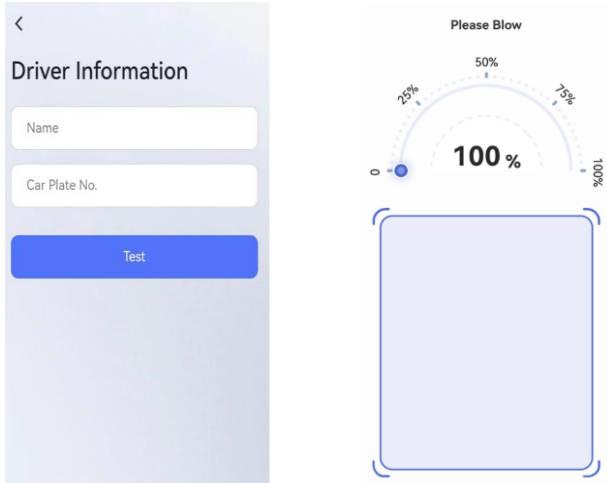 Driver Information
Name
Car Plate No.
Test
Please Blow
50%
25%
75%
100 %
0
100%